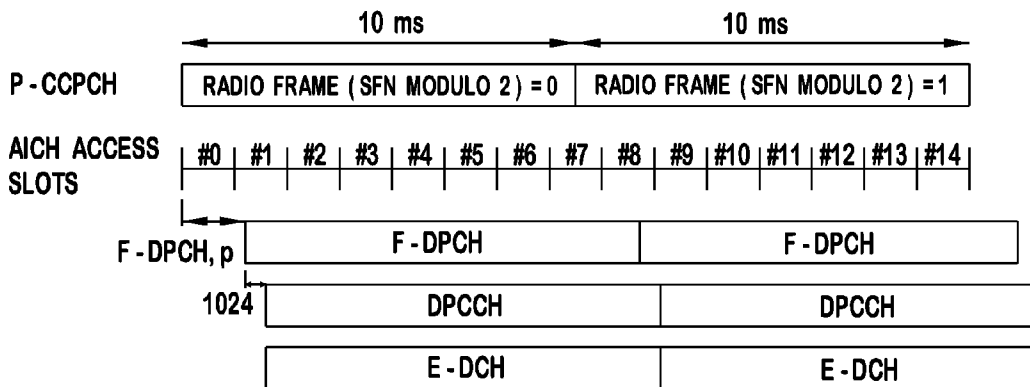 10 ms 10 ms
P-CCPCH RADIO FRAME (SFN MODULO 2) = 0 RADIO FRAME (SFN MODULO 2) = 1
AICH ACCESS SLOTS
#0 #1 #2 #3 #4 #5 #6 #7 #8 #9 #10 #11 #12 #13 #14
F-DPCH, p F-DPCH F-DPCH
1024 DPCCH DPCCH
E-DCH E-DCH